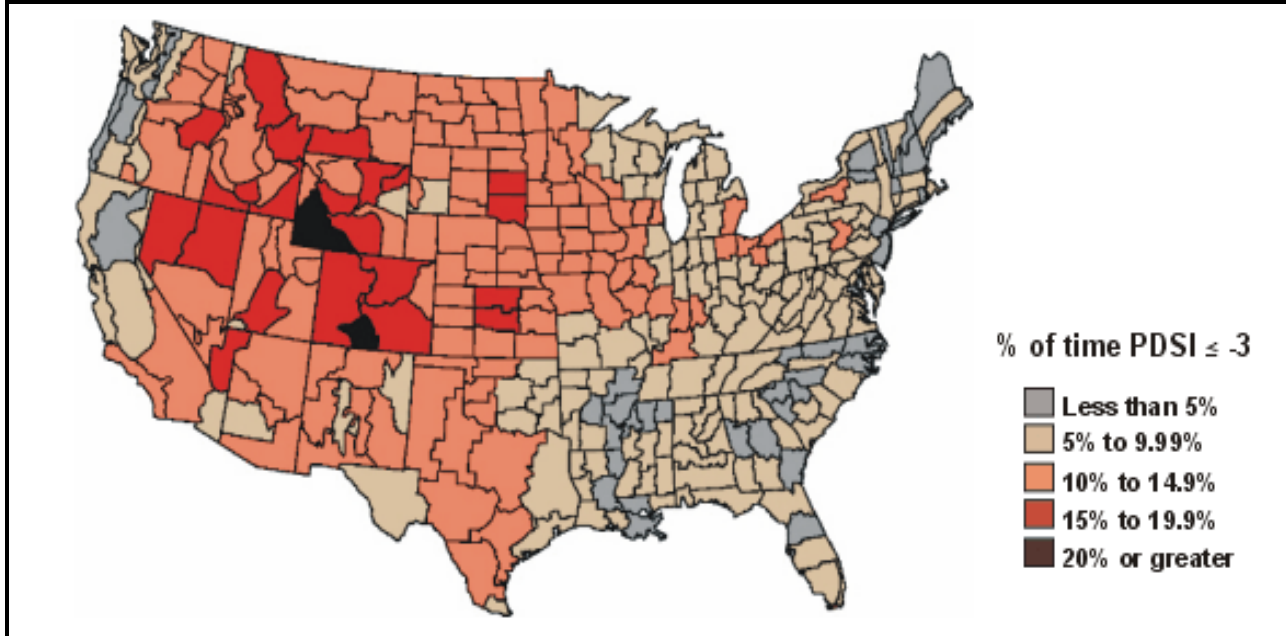 % of time PDSI ≤ -3
Less than 5%
5% to 9.99%
10% to 14.9%
15% to 19.9%
20% or greater